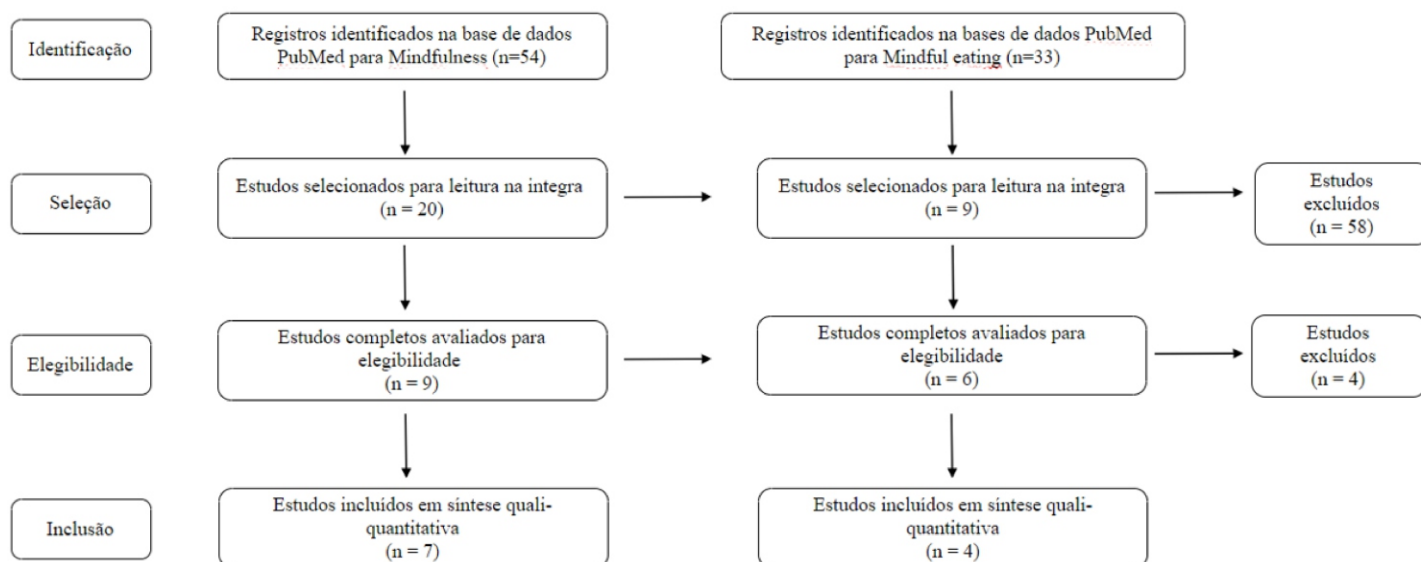 Identificação
Registros identificados na base de dados
PubMed para Mindfulness (n=54)
Registros identificados na bases de dados PubMed
para Mindful eating (n=33)
Seleção
Estudos selecionados para leitura na integra
(n = 20)
Estudos selecionados para leitura na integra
(n = 9)
Estudos
excluídos
(n = 58)
Elegibilidade
Estudos completos avaliados para
elegibilidade
(n = 9)
Estudos completos avaliados para
elegibilidade
(n = 6)
Estudos
excluídos
(n = 4)
Inclusão
Estudos incluídos em síntese quali-
quantitativa
(n = 7)
Estudos incluídos em síntese quali-
quantitativa
(n = 4)